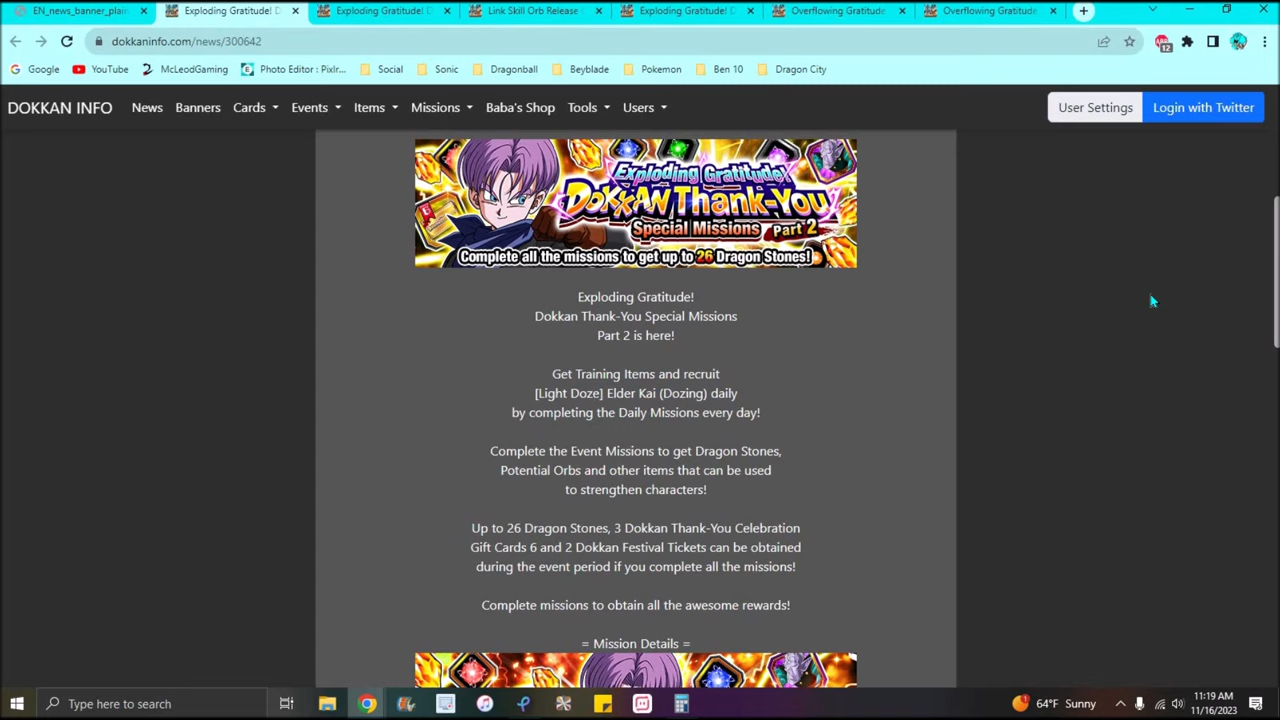 EN_news_banner_plain
Exploding Gratitude! D
Exploding Gratitude! D
Link Skill Orb Release
Exploding Gratitude! D
Overflowing Gratitude
Overflowing Gratitude
dokkaninfo.com/news/300642
12
Google
YouTube
McLeodGaming
Photo Editor : Pixlr...
Social
Sonic
Dragonball
Beyblade
Pokemon
Ben 10
Dragon City
DOKKAN INFO
News
Banners
Cards
Events
Items
Missions
Baba's Shop
Tools
Users
User Settings
Login with Twitter
Exploding Gratitude!
DOKKAN THANK-YOU
Special Missions Part 2
Complete all the missions to get up to 26 Dragon Stones!
Exploding Gratitude!
Dokkan Thank-You Special Missions
Part 2 is here!
Get Training Items and recruit
[Light Doze] Elder Kai (Dozing) daily
by completing the Daily Missions every day!
Complete the Event Missions to get Dragon Stones,
Potential Orbs and other items that can be used
to strengthen characters!
Up to 26 Dragon Stones, 3 Dokkan Thank-You Celebration
Gift Cards 6 and 2 Dokkan Festival Tickets can be obtained
during the event period if you complete all the missions!
Complete missions to obtain all the awesome rewards!
= Mission Details =
Type here to search
64°F Sunny
11:19 AM
11/16/2023